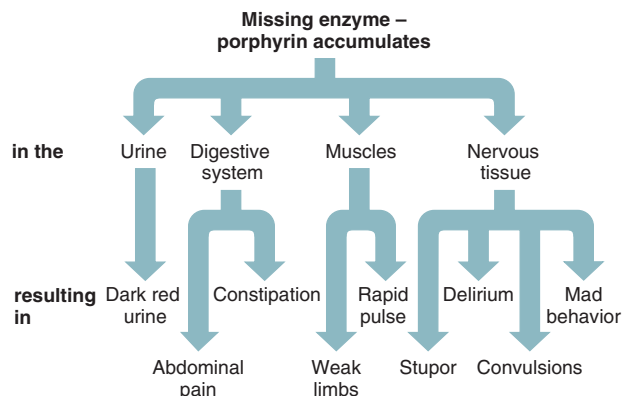 Missing enzyme –
porphyrin accumulates
in the
Urine
Digestive
system
Muscles
Nervous
tissue
resulting
in
Dark red
urine
Constipation
Rapid
pulse
Delirium
Mad
behavior
Abdominal
pain
Weak
limbs
Stupor
Convulsions